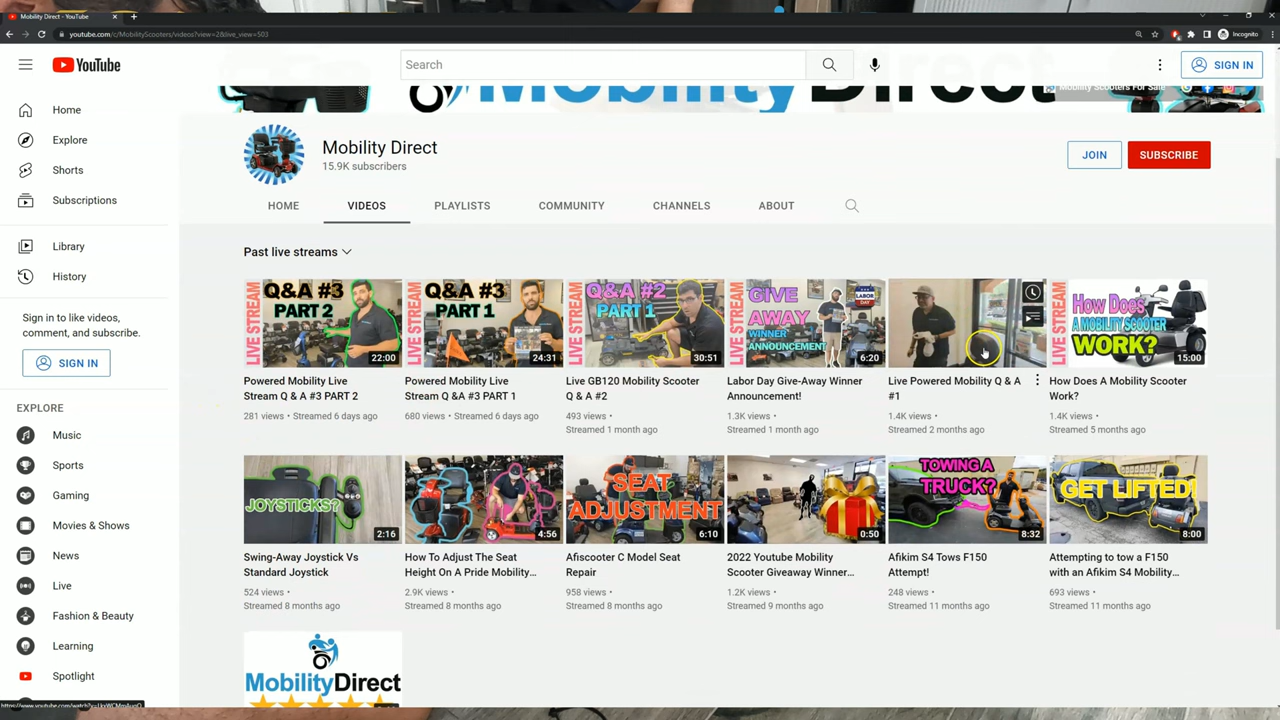 Mobility Direct - YouTube
youtube.com/c/MobilityScooters/videos?view=2&live_view=503
Incognito
YouTube
Search
SIGN IN
MobilityDirect
Mobility Scooters For Sale
Home
Explore
Shorts
Subscriptions
Library
History
Sign in to like videos,
comment, and subscribe.
SIGN IN
EXPLORE
Music
Sports
Gaming
Movies & Shows
News
Live
Fashion & Beauty
Learning
Spotlight
Mobility Direct
15.9K subscribers
JOIN
SUBSCRIBE
HOME
VIDEOS
PLAYLISTS
COMMUNITY
CHANNELS
ABOUT
Past live streams
LIVE STREAM
Q&A #3
PART 2
22:00
Powered Mobility Live
Stream Q & A #3 PART 2
281 views • Streamed 6 days ago
LIVE STREAM
Q&A #3
PART 1
24:31
Powered Mobility Live
Stream Q &A #3 PART 1
680 views • Streamed 6 days ago
LIVE STREAM
Q&A #2
PART 1
30:51
Live GB120 Mobility Scooter
Q & A #2
493 views •
Streamed 1 month ago
LIVE STREAM
GIVE
AWAY
WINNER
ANNOUNCEMENT!
LABOR
DAY
6:20
Labor Day Give-Away Winner
Announcement!
1.3K views •
Streamed 1 month ago
Live Powered Mobility Q & A
#1
1.4K views •
Streamed 2 months ago
LIVE STREAM
How Does
A MOBILITY SCOOTER
WORK?
15:00
How Does A Mobility Scooter
Work?
1.4K views •
Streamed 5 months ago
JOYSTICKS?
2:16
Swing-Away Joystick Vs
Standard Joystick
524 views •
Streamed 8 months ago
4:56
How To Adjust The Seat
Height On A Pride Mobility...
2.9K views •
Streamed 8 months ago
SEAT
ADJUSTMENT
6:10
Afiscooter C Model Seat
Repair
958 views •
Streamed 8 months ago
0:50
2022 Youtube Mobility
Scooter Giveaway Winner...
1.2K views •
Streamed 9 months ago
TOWING A
TRUCK?
8:32
Afikim S4 Tows F150
Attempt!
248 views •
Streamed 11 months ago
GET LIFTED!
8:00
Attempting to tow a F150
with an Afikim S4 Mobility...
693 views •
Streamed 11 months ago
MobilityDirect